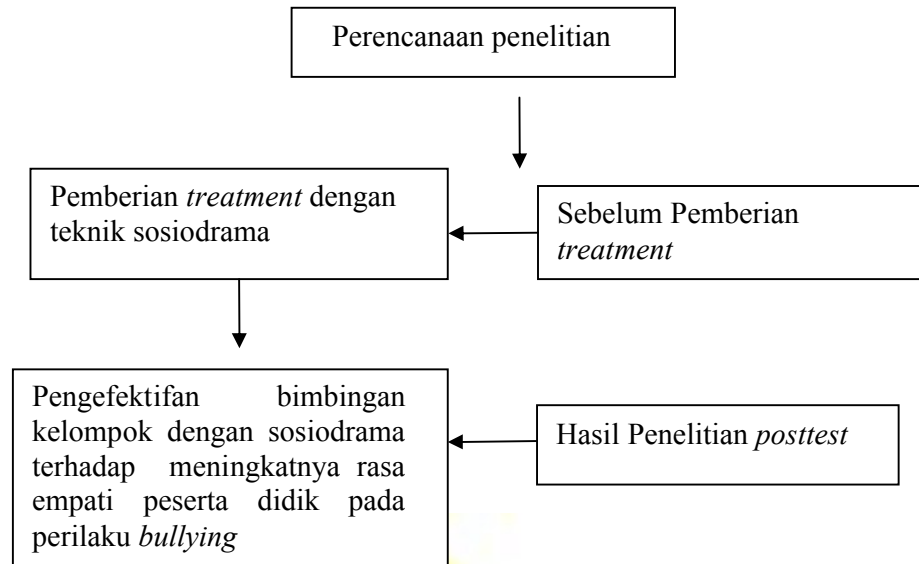 Perencanaan penelitian
Pemberian treatment dengan
teknik sosiodrama
Sebelum Pemberian
treatment
Pengefektifan bimbingan
kelompok dengan sosiodrama
terhadap meningkatnya rasa
empati peserta didik pada
perilaku bullying
Hasil Penelitian posttest